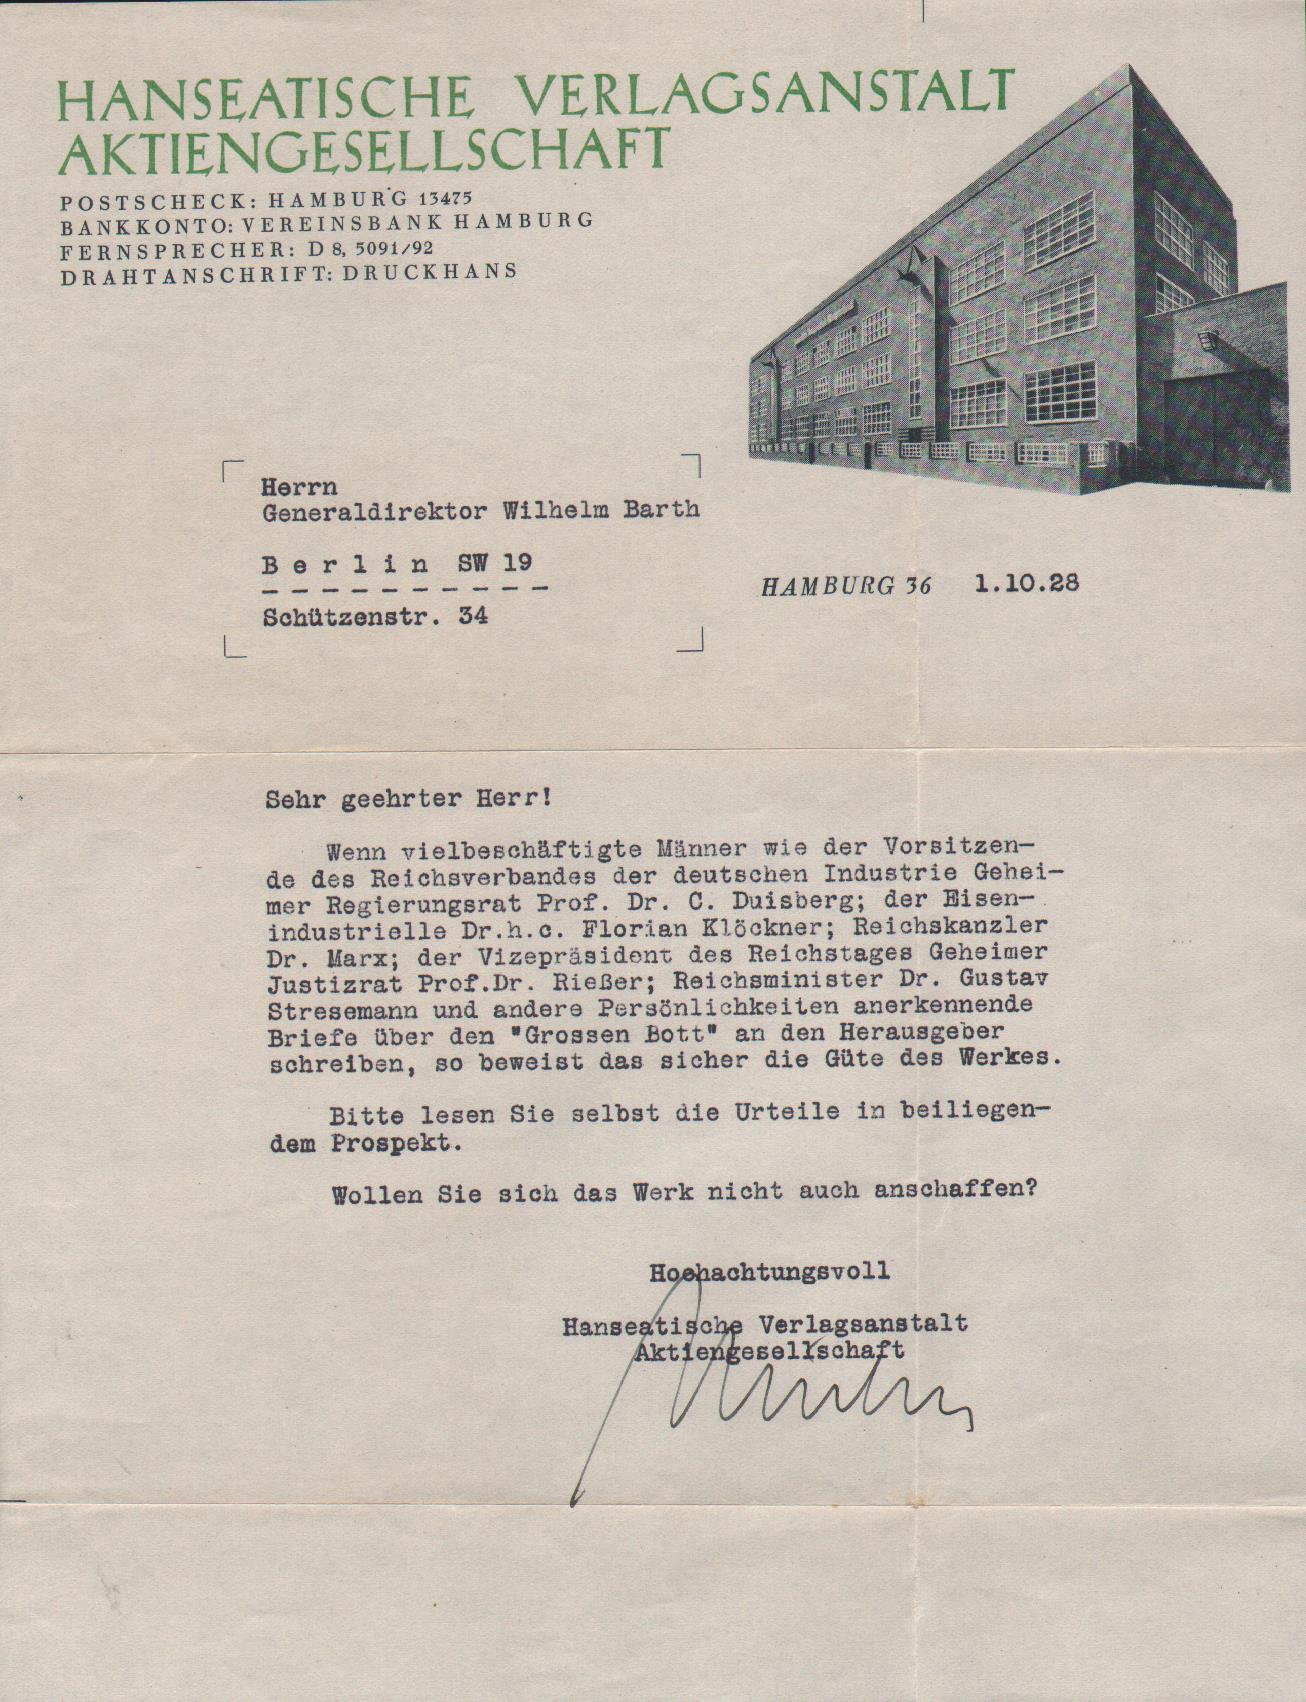 HANSEATISCHE VERLAGSANSTALT
AKTIENGESELLSCHAFT
POSTSCHECK: HAMBURG 13475
BANKKONTO: VEREINSBANK HAMBURG
FERNSPRECHER: D 8, 5091/92
DRAHTANSCHRIFT: DRUCKHANS
Herrn
Generaldirektor Wilhelm Barth
B e r l i n SW 19
Schützenstr. 34
HAMBURG 36 1.10.28
Sehr geehrter Herr!
Wenn vielbeschäftigte Männer wie der Vorsitzen-
de des Reichsverbandes der deutschen Industrie Gehei-
mer Regierungsrat Prof. Dr. C. Duisberg; der Eisen-
industrielle Dr.h.c. Florian Klöckner; Reichskanzler
Dr. Marx; der Vizepräsident des Reichstages Geheimer
Justizrat Prof.Dr. Rießer; Reichsminister Dr. Gustav
Stresemann und andere Persönlichkeiten anerkennende
Briefe über den "Grossen Bott" an den Herausgeber
schreiben, so beweist das sicher die Güte des Werkes.
Bitte lesen Sie selbst die Urteile in beiliegen-
dem Prospekt.
Wollen Sie sich das Werk nicht auch anschaffen?
Hochachtungsvoll
Hanseatische Verlagsanstalt
Aktiengesellschaft